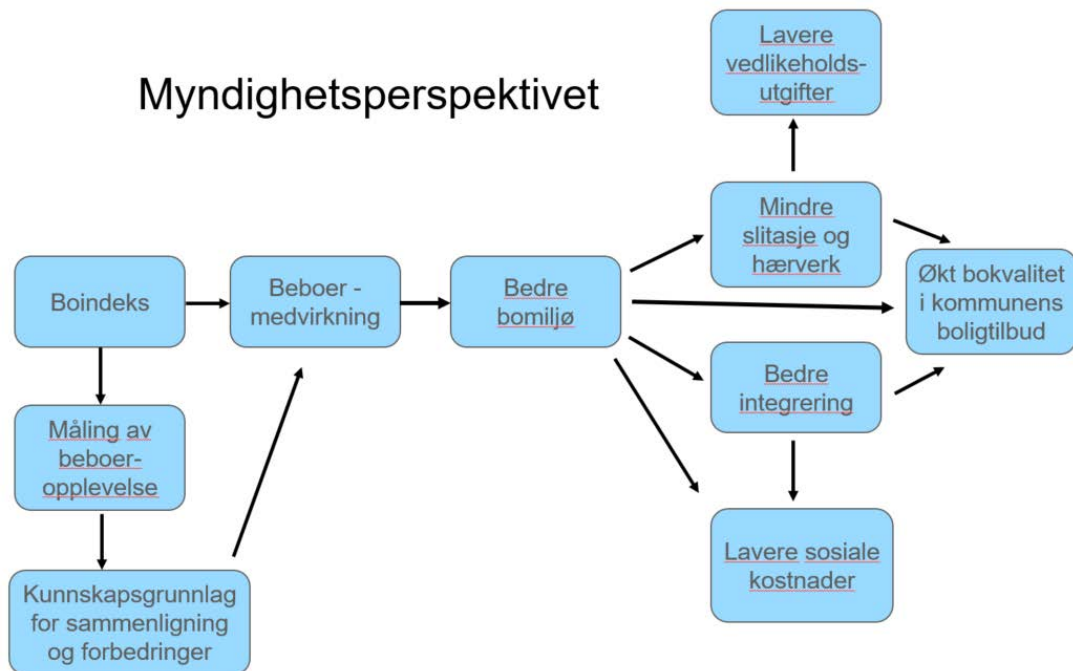 Myndighetsperspektivet
Lavere
vedlikeholds-
utgifter
Mindre
slitasje og
hærverk
Boindeks
Beboer -
medvirkning
Bedre
bomiljø
Økt bokvalitet
i kommunens
boligtilbud
Bedre
integrering
Måling av
beboer-
opplevelse
Lavere sosiale
kostnader
Kunnskapsgrunnlag
for sammenligning
og forbedringer